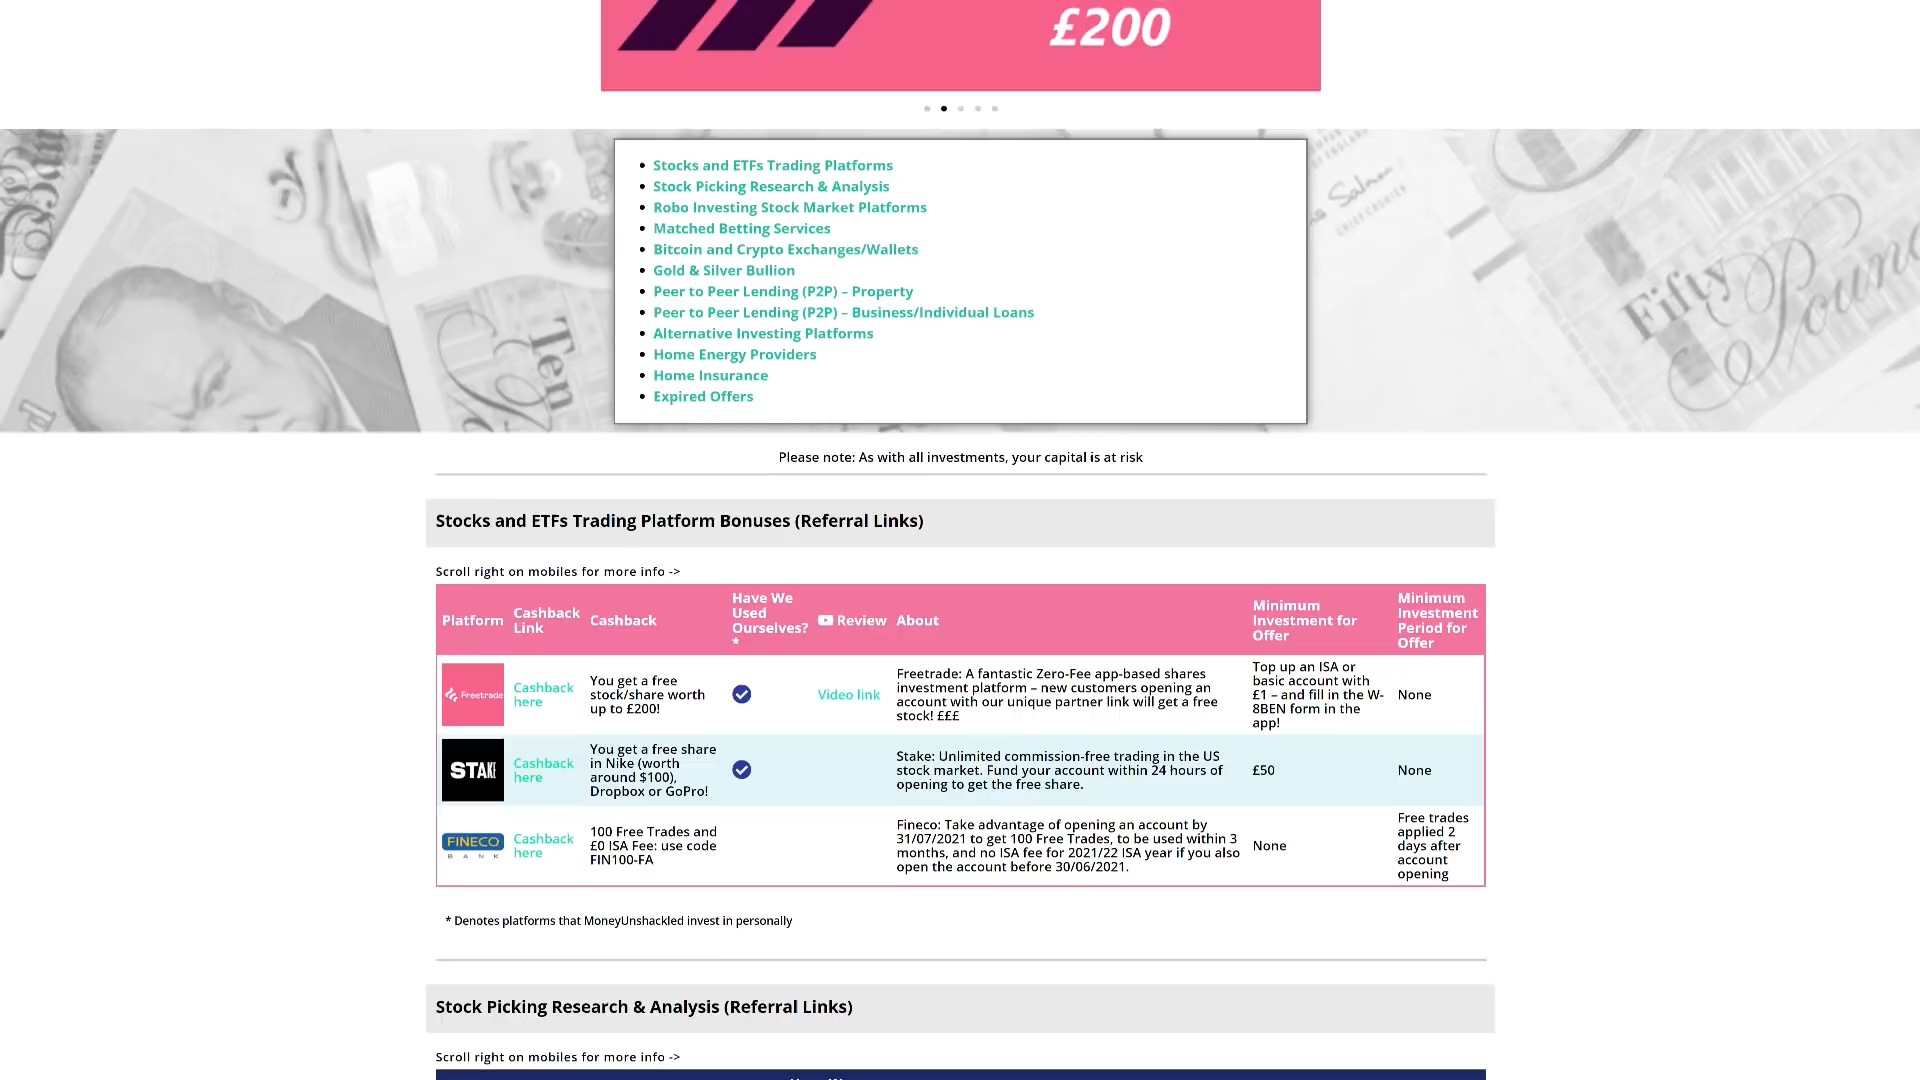 £200
Stocks and ETFs Trading Platforms
Stock Picking Research & Analysis
Robo Investing Stock Market Platforms
Matched Betting Services
Bitcoin and Crypto Exchanges/Wallets
Gold & Silver Bullion
Peer to Peer Lending (P2P) – Property
Peer to Peer Lending (P2P) – Business/Individual Loans
Alternative Investing Platforms
Home Energy Providers
Home Insurance
Expired Offers
Ten
Fifty
Pound
Please note: As with all investments, your capital is at risk
Stocks and ETFs Trading Platform Bonuses (Referral Links)
Scroll right on mobiles for more info ->
Platform
Cashback
Link
Cashback
Have We
Used
Ourselves?
*
Review
About
Minimum
Investment for
Offer
Minimum
Investment
Period for
Offer
Freetrade
Cashback
here
You get a free
stock/share worth
up to £200!
Video link
Freetrade: A fantastic Zero-Fee app-based shares
investment platform – new customers opening an
account with our unique partner link will get a free
stock! £££
Top up an ISA or
basic account with
£1 – and fill in the W-
8BEN form in the
app!
None
STAKE
Cashback
here
You get a free share
in Nike (worth
around $100),
Dropbox or GoPro!
Stake: Unlimited commission-free trading in the US
stock market. Fund your account within 24 hours of
opening to get the free share.
£50
None
FINECO
BANK
Cashback
here
100 Free Trades and
£0 ISA Fee: use code
FIN100-FA
Fineco: Take advantage of opening an account by
31/07/2021 to get 100 Free Trades, to be used within 3
months, and no ISA fee for 2021/22 ISA year if you also
open the account before 30/06/2021.
None
Free trades
applied 2
days after
account
opening
* Denotes platforms that MoneyUnshackled invest in personally
Stock Picking Research & Analysis (Referral Links)
Scroll right on mobiles for more info ->